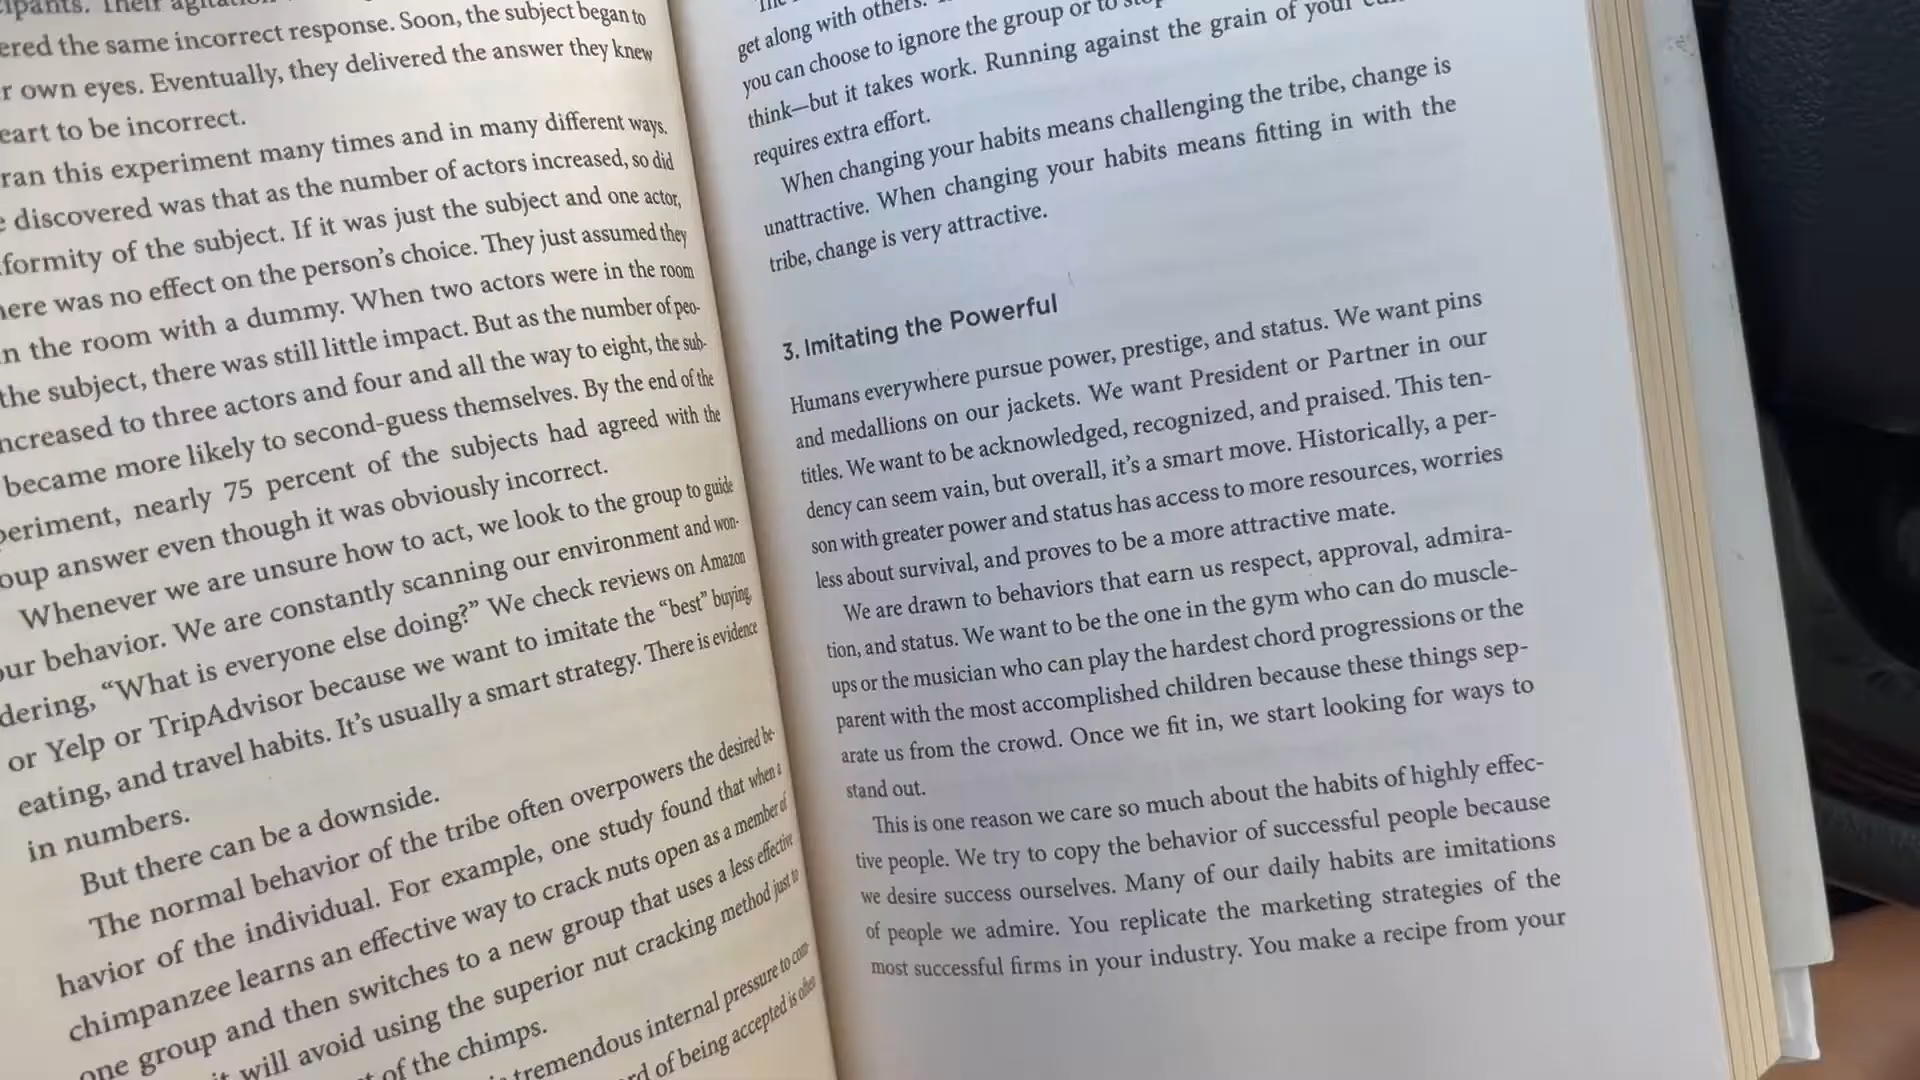 ipants. Their
ered the same incorrect response. Soon, the subject began to
r own eyes. Eventually, they delivered the answer they knew
eart to be incorrect.
ran this experiment many times and in many different ways.
e discovered was that as the number of actors increased, so did
formity of the subject. If it was just the subject and one actor,
here was no effect on the person's choice. They just assumed they
n the room with a dummy. When two actors were in the room
the subject, there was still little impact. But as the number of peo-
ncreased to three actors and four and all the way to eight, the sub-
became more likely to second-guess themselves. By the end of the
periment, nearly 75 percent of the subjects had agreed with the
oup answer even though it was obviously incorrect.
Whenever we are unsure how to act, we look to the group to guide
our behavior. We are constantly scanning our environment and won-
dering, “What is everyone else doing?” We check reviews on Amazon
or Yelp or TripAdvisor because we want to imitate the “best” buying,
eating, and travel habits. It's usually a smart strategy. There is evidence
in numbers.
But there can be a downside.
The normal behavior of the tribe often overpowers the desired be-
havior of the individual. For example, one study found that when a
chimpanzee learns an effective way to crack nuts open as a member of
one group and then switches to a new group that uses a less effective
it will avoid using the superior nut cracking method just to
of the chimps.
tremendous internal pressure to com-
of being accepted is often
get along with others.
you can choose to ignore the group or to
think—but it takes work. Running against the grain of your
requires extra effort.
When changing your habits means challenging the tribe, change is
unattractive. When changing your habits means fitting in with the
tribe, change is very attractive.
3. Imitating the Powerful
Humans everywhere pursue power, prestige, and status. We want pins
and medallions on our jackets. We want President or Partner in our
titles. We want to be acknowledged, recognized, and praised. This ten-
dency can seem vain, but overall, it's a smart move. Historically, a per-
son with greater power and status has access to more resources, worries
less about survival, and proves to be a more attractive mate.
We are drawn to behaviors that earn us respect, approval, admira-
tion, and status. We want to be the one in the gym who can do muscle-
ups or the musician who can play the hardest chord progressions or the
parent with the most accomplished children because these things sep-
arate us from the crowd. Once we fit in, we start looking for ways to
stand out.
This is one reason we care so much about the habits of highly effec-
tive people. We try to copy the behavior of successful people because
we desire success ourselves. Many of our daily habits are imitations
of people we admire. You replicate the marketing strategies of the
most successful firms in your industry. You make a recipe from your